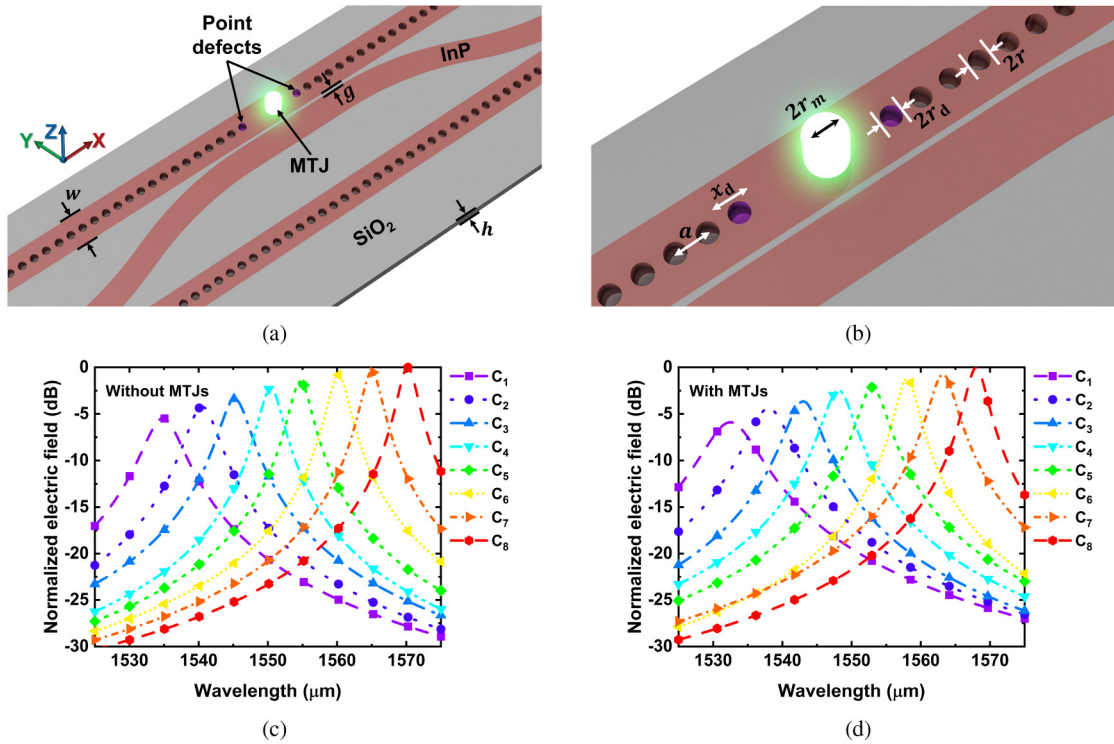 Point
defects
InP
g
Z
Y
X
MTJ
w
SiO₂
h
(a)
2r
2rₘ
2r_d
x_d
a
(b)
Without MTJs
Normalized electric field (dB)
0
-5
-10
-15
-20
-25
-30
1530 1540 1550 1560 1570
Wavelength (μm)
C₁
C₂
C₃
C₄
C₅
C₆
C₇
C₈
(c)
With MTJs
Normalized electric field (dB)
0
-5
-10
-15
-20
-25
-30
1530 1540 1550 1560 1570
Wavelength (μm)
C₁
C₂
C₃
C₄
C₅
C₆
C₇
C₈
(d)